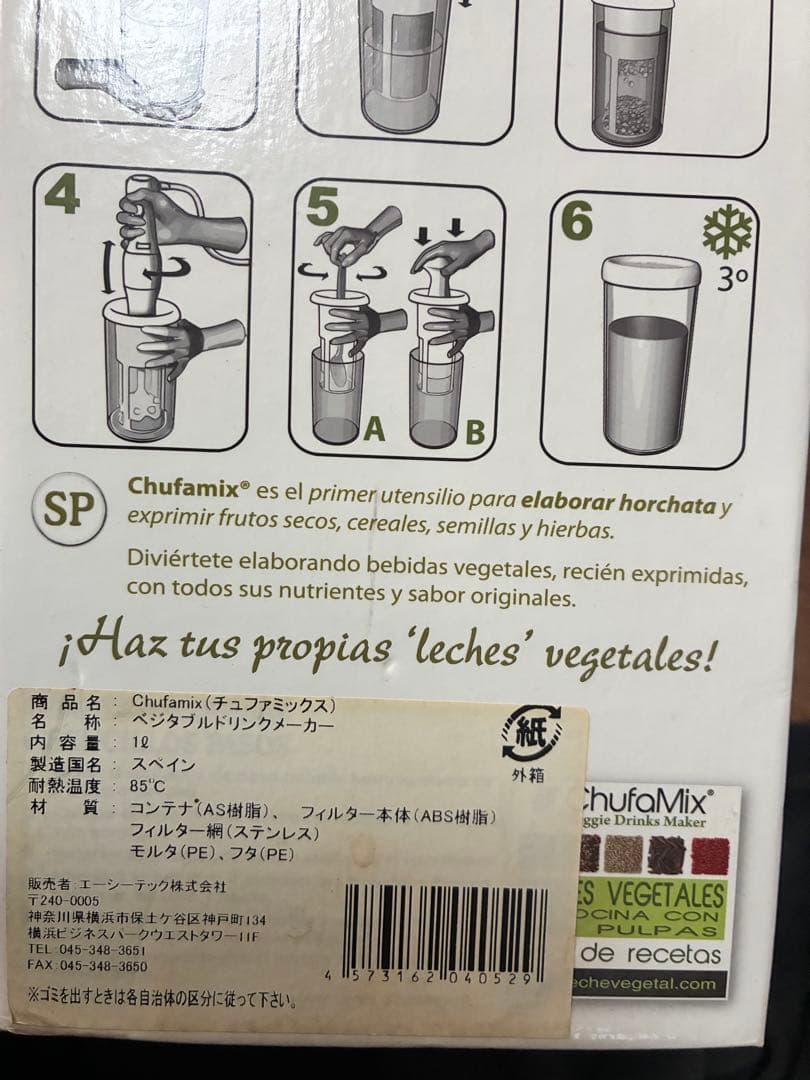 4
5
6
3º
A
B
SP
Chufamix® es el primer utensilio para elaborar horchata y
exprimir frutos secos, cereales, semillas y hierbas.
Diviértete elaborando bebidas vegetales, recién exprimidas,
con todos sus nutrientes y sabor originales.
¡Haz tus propias ‘leches’ vegetales!
商品名: Chufamix(チュファミックス)
名称: ベジタブルドリンクメーカー
内容量: 1ℓ
製造国名: スペイン
耐熱温度: 85℃
材質: コンテナ(AS樹脂)、フィルター本体(ABS樹脂)
フィルター網(ステンレス)
モルタ(PE)、フタ(PE)
紙
外箱
販売者:エーシーテック株式会社
〒240-0005
神奈川県横浜市保土ケ谷区神戸町134
横浜ビジネスパークウエストタワー11F
TEL:045-348-3651
FAX:045-348-3650
※ゴミを出すときは各自治体の区分に従って下さい。
4 573162 040529
ChufaMix®
ggie Drinks Maker
ES VEGETALES
OCINA CON
PULPAS
de recetas
echevegetal.com